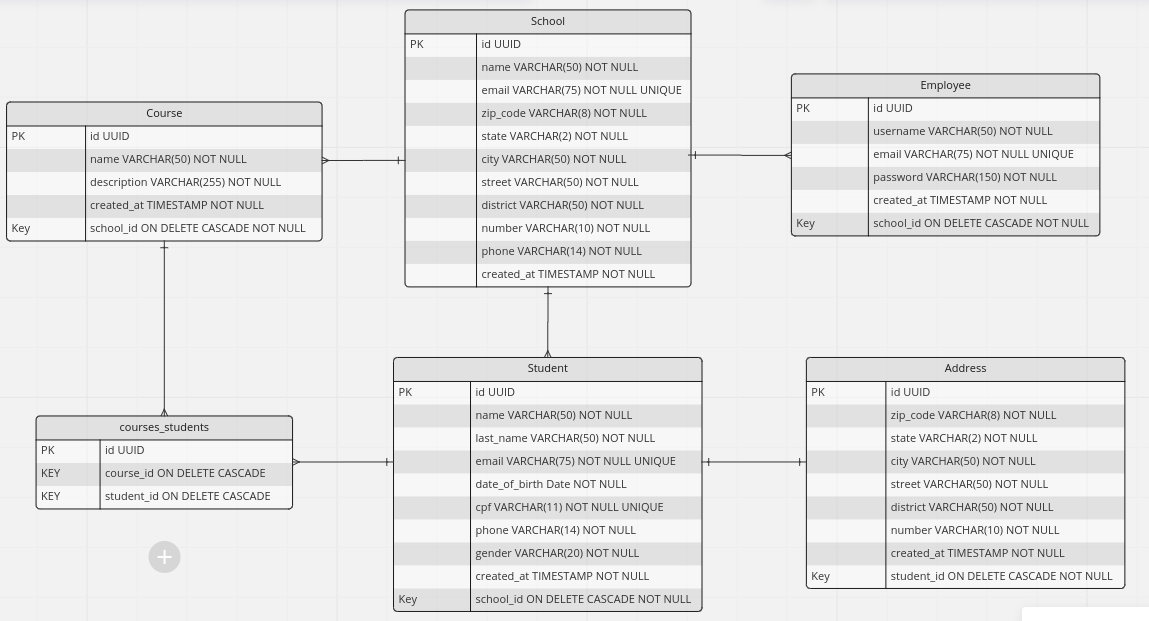 School
PK id UUID
name VARCHAR(50) NOT NULL
email VARCHAR(75) NOT NULL UNIQUE
zip_code VARCHAR(8) NOT NULL
state VARCHAR(2) NOT NULL
city VARCHAR(50) NOT NULL
street VARCHAR(50) NOT NULL
district VARCHAR(50) NOT NULL
number VARCHAR(10) NOT NULL
phone VARCHAR(14) NOT NULL
created_at TIMESTAMP NOT NULL
Course
PK id UUID
name VARCHAR(50) NOT NULL
description VARCHAR(255) NOT NULL
created_at TIMESTAMP NOT NULL
Key school_id ON DELETE CASCADE NOT NULL
Employee
PK id UUID
username VARCHAR(50) NOT NULL
email VARCHAR(75) NOT NULL UNIQUE
password VARCHAR(150) NOT NULL
created_at TIMESTAMP NOT NULL
Key school_id ON DELETE CASCADE NOT NULL
courses_students
PK id UUID
KEY course_id ON DELETE CASCADE
KEY student_id ON DELETE CASCADE
Student
PK id UUID
name VARCHAR(50) NOT NULL
last_name VARCHAR(50) NOT NULL
email VARCHAR(75) NOT NULL UNIQUE
date_of_birth Date NOT NULL
cpf VARCHAR(11) NOT NULL UNIQUE
phone VARCHAR(14) NOT NULL
gender VARCHAR(20) NOT NULL
created_at TIMESTAMP NOT NULL
Key school_id ON DELETE CASCADE NOT NULL
Address
PK id UUID
zip_code VARCHAR(8) NOT NULL
state VARCHAR(2) NOT NULL
city VARCHAR(50) NOT NULL
street VARCHAR(50) NOT NULL
district VARCHAR(50) NOT NULL
number VARCHAR(10) NOT NULL
created_at TIMESTAMP NOT NULL
Key student_id ON DELETE CASCADE NOT NULL